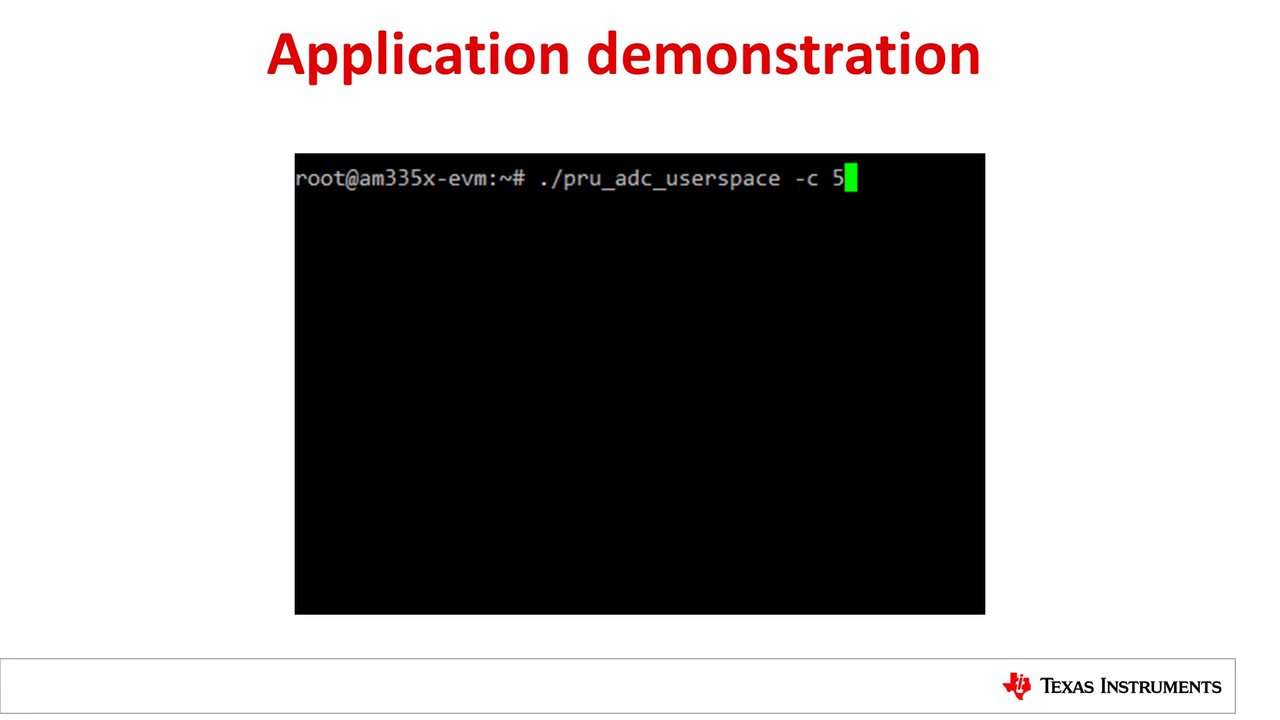 Application demonstration
root@am335x-evm:~# ./pru_adc_userspace -c 5
TEXAS INSTRUMENTS